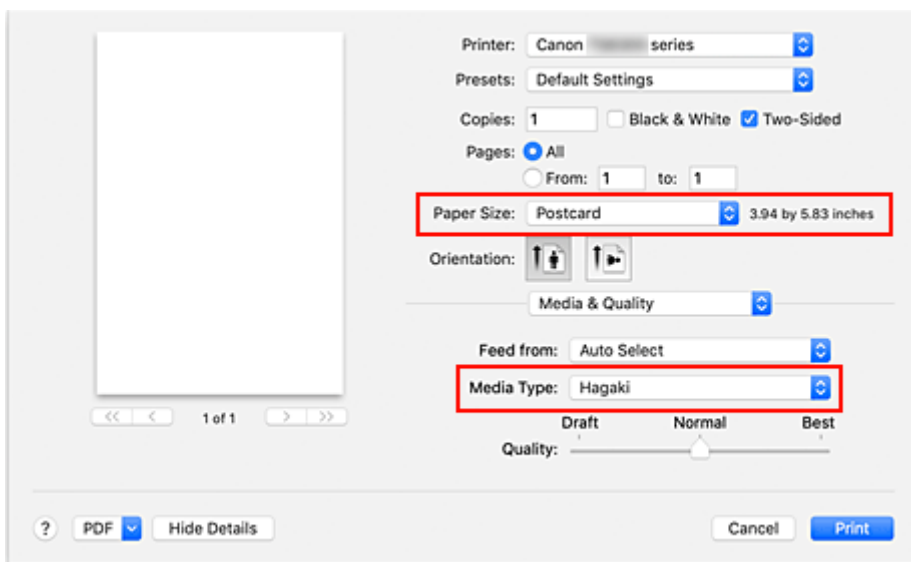 Printer: Canon series
Presets: Default Settings
Copies: 1 Black & White Two-Sided
Pages: All
From: 1 to: 1
Paper Size: Postcard 3.94 by 5.83 inches
Orientation:
Media & Quality
Feed from: Auto Select
Media Type: Hagaki
1 of 1
Draft Normal Best
Quality:
? PDF Hide Details Cancel Print